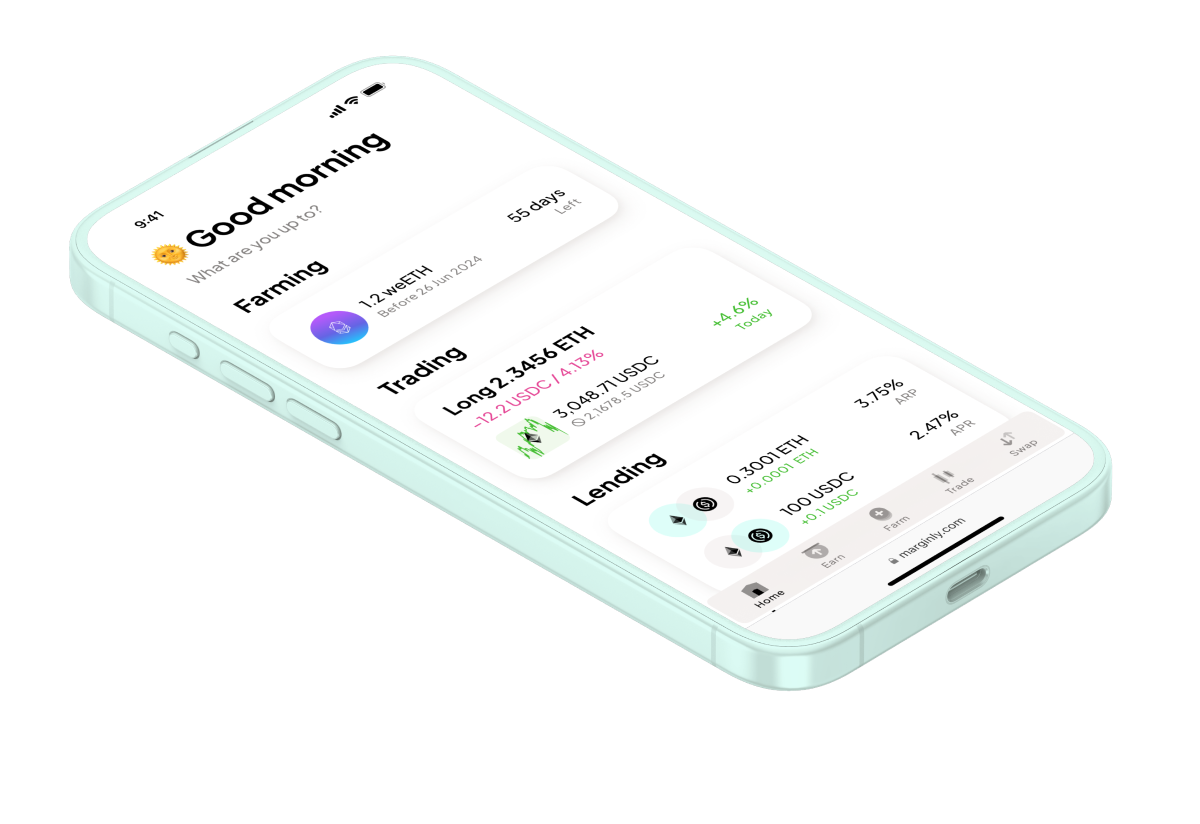 9:41
Good morning
What are you up to?
Farming
1.2 weETH
Before 26 Jun 2024
55 days
Left
Trading
Long 2.3456 ETH
-12.2 USDC / 4.13%
3,048.71 USDC
2,1678.5 USDC
+4.6%
Today
Lending
0.3001 ETH
+0.0001 ETH
3.75%
ARP
100 USDC
+0.1 USDC
2.47%
APR
Home
Earn
Farm
Trade
Swap
marginly.com